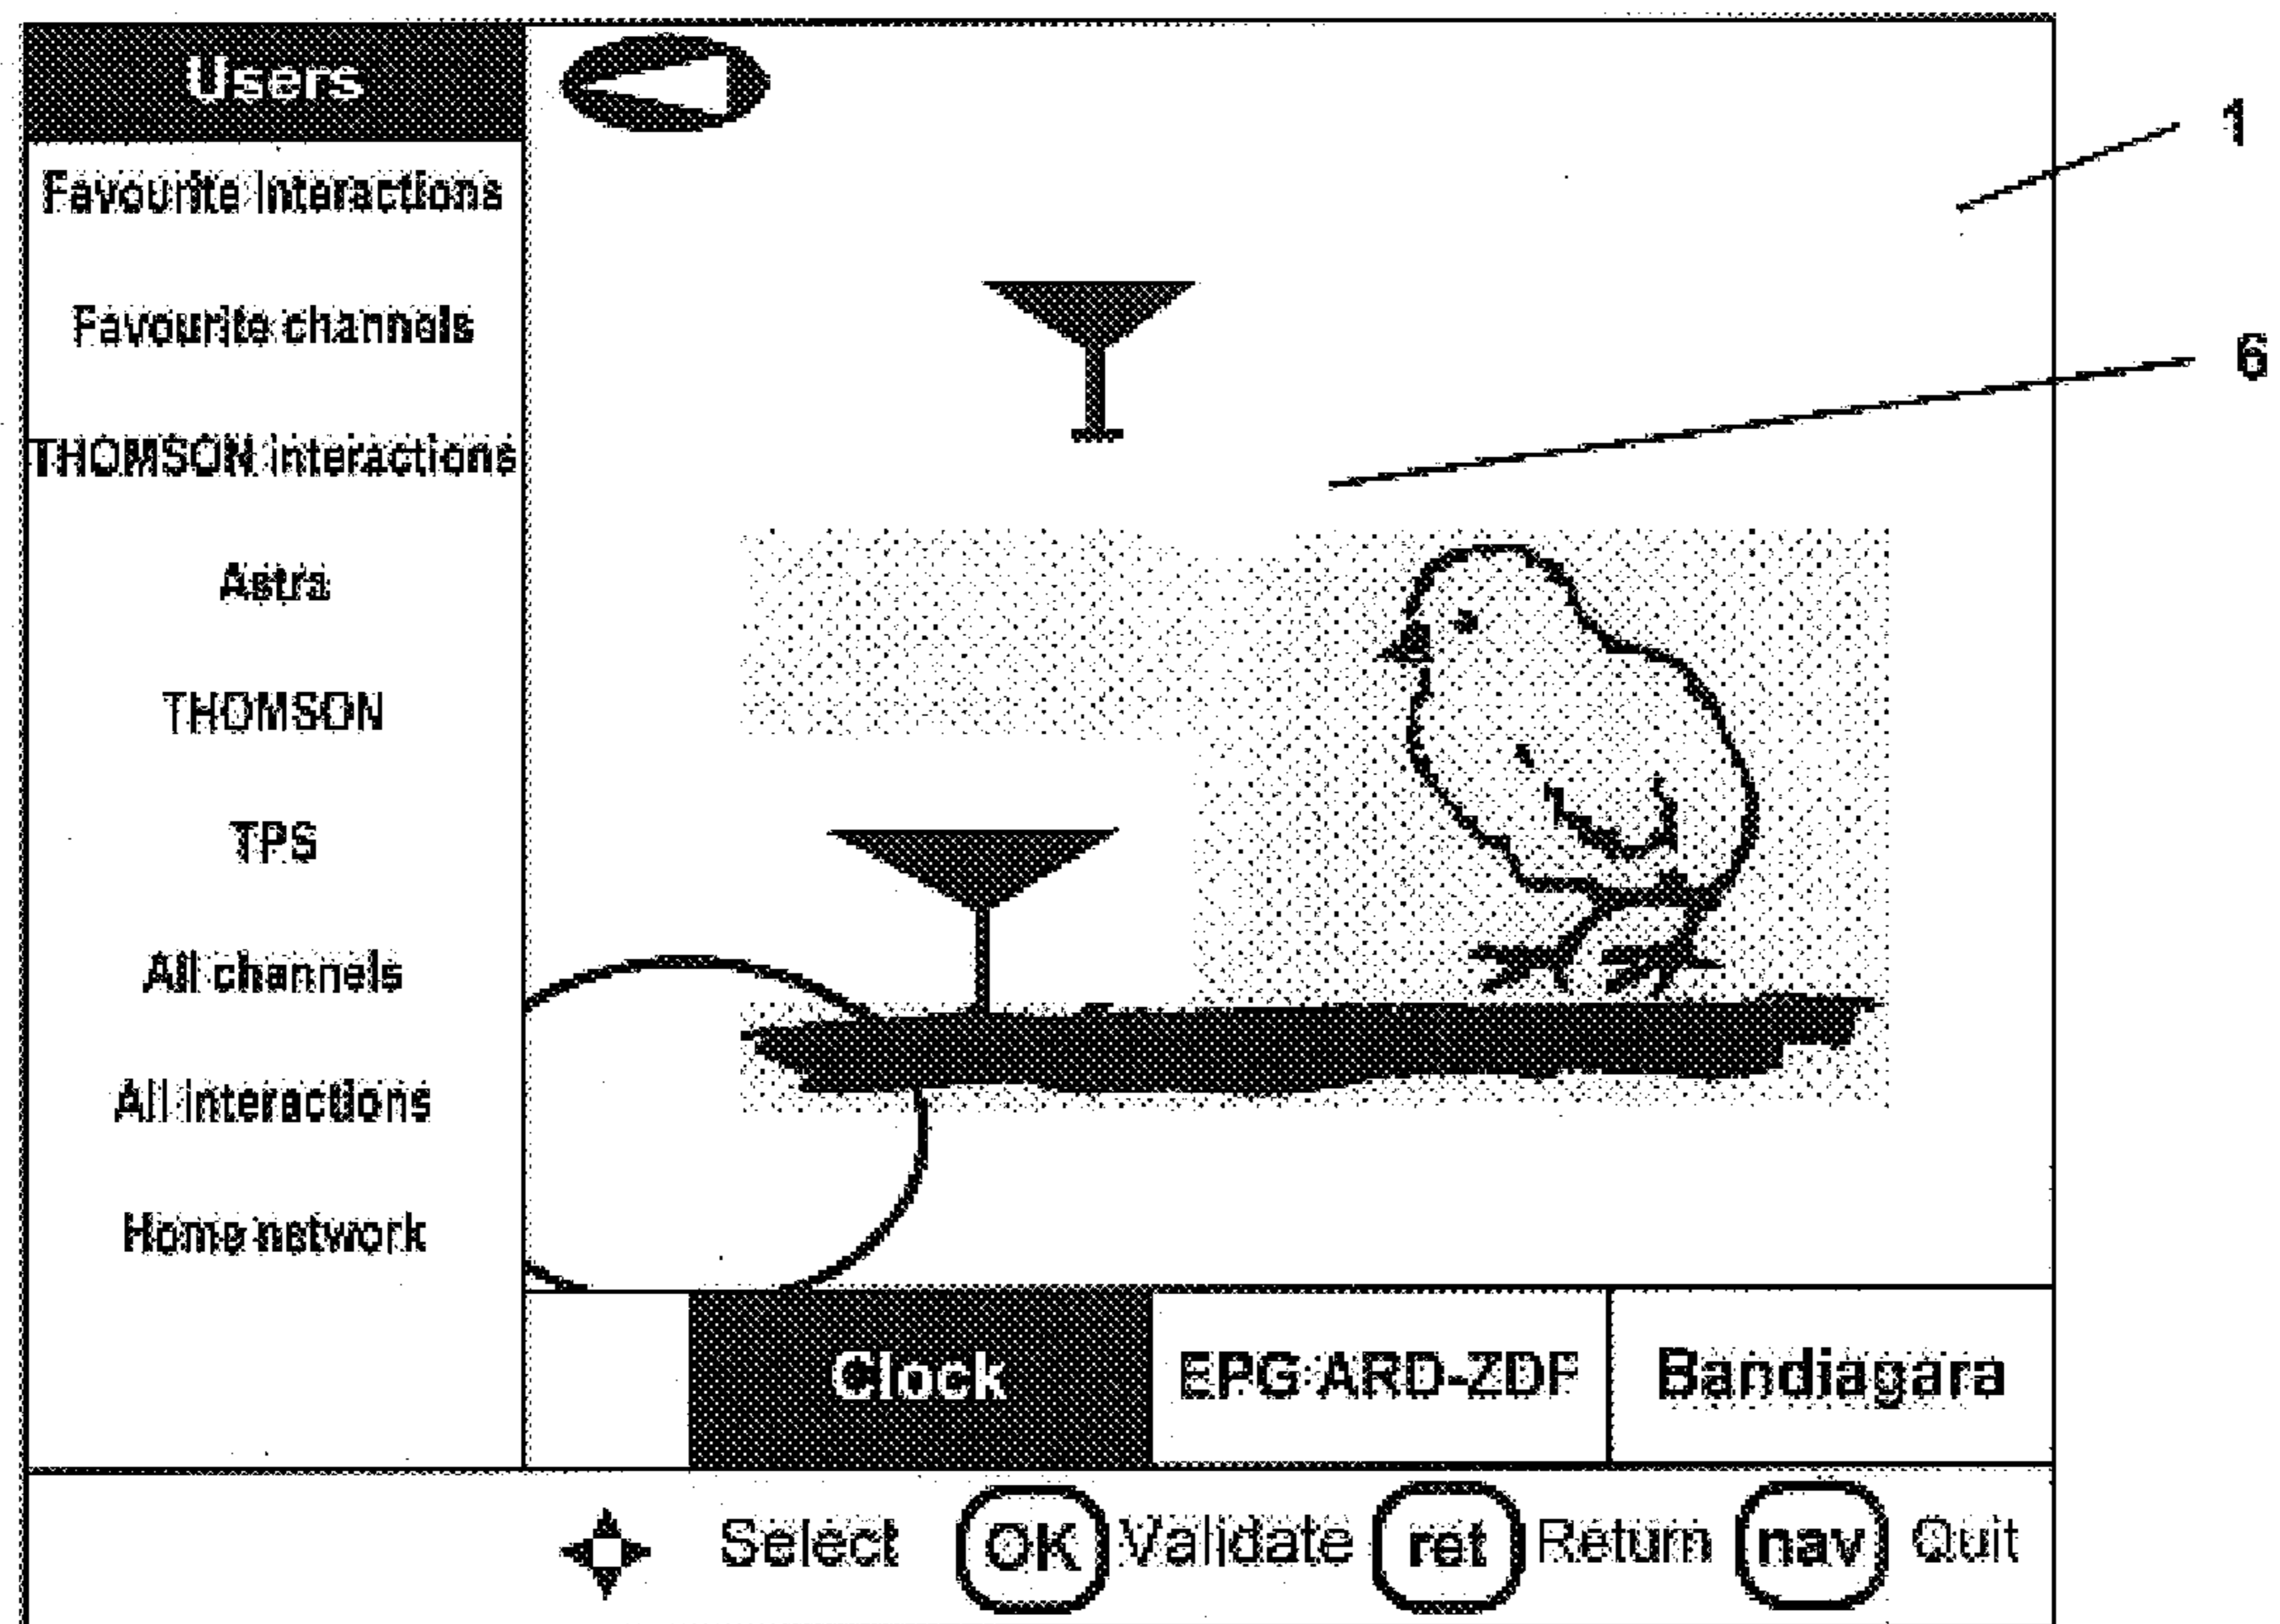 Users
1
Favourite Interactions
Favourite channels
6
THOMSON interactions
Astra
THOMSON
TPS
All channels
All interactions
Home network
Clock EPG ARD-ZDF Bandiagara
Select OK Validate ret Return nav Quit